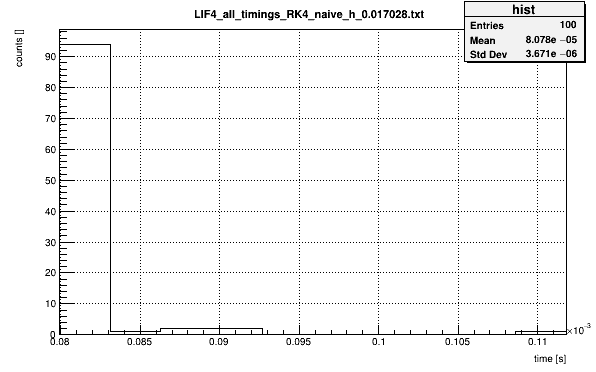 LIF4_all_timings_RK4_naive_h_0.017028.txt
hist
Entries 100
Mean 8.078e −05
Std Dev 3.671e −06
counts []
90
80
70
60
50
40
30
20
10
0
0.08 0.085 0.09 0.095 0.1 0.105 0.11 ×10⁻³
time [s]